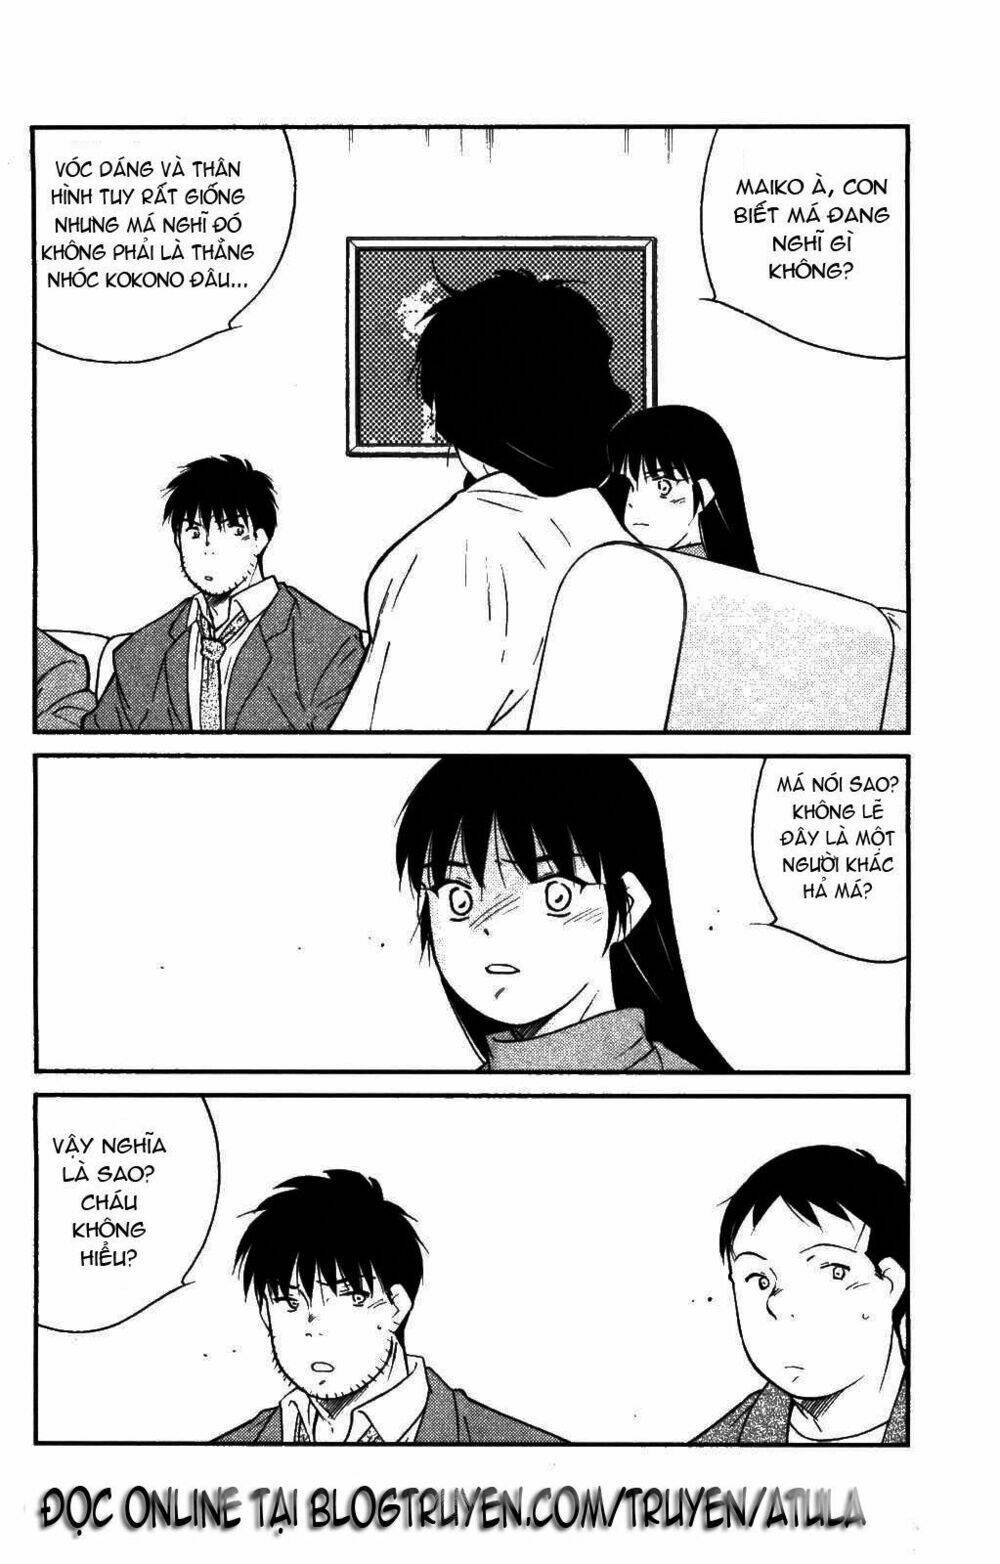 MAIKO À, CON
BIẾT MÁ ĐANG
NGHĨ GÌ
KHÔNG?
VÓC DÁNG VÀ THÂN
HÌNH TUY RẤT GIỐNG
NHƯNG MÁ NGHĨ ĐÓ
KHÔNG PHẢI LÀ THẰNG
NHÓC KOKONO ĐÂU...
MÁ NÓI SAO?
KHÔNG LẼ
ĐÂY LÀ MỘT
NGƯỜI KHÁC
HẢ MÁ?
VẬY NGHĨA
LÀ SAO?
CHÁU
KHÔNG
HIỂU?
ĐỌC ONLINE TẠI BLOGTRUYEN.COM/TRUYEN/ATULA